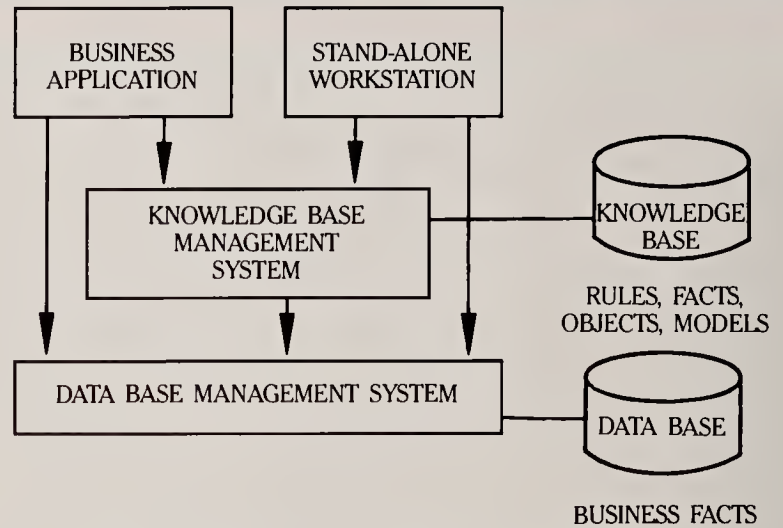 BUSINESS
APPLICATION
STAND-ALONE
WORKSTATION
KNOWLEDGE BASE
MANAGEMENT
SYSTEM
KNOWLEDGE
BASE
RULES, FACTS,
OBJECTS, MODELS
DATA BASE MANAGEMENT SYSTEM
DATA BASE
BUSINESS FACTS